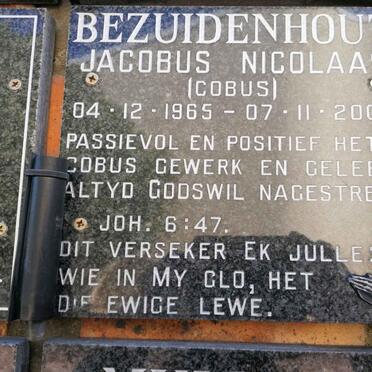 BEZUIDENHOUT
JACOBUS NICOLAAS
(COBUS)
04·12·1965 – 07·11·200
PASSIEVOL EN POSITIEF HET
COBUS GEWERK EN GELEE
ALTYD GODSWIL NAGESTRE
JOH. 6:47.
DIT VERSEKER EK JULLE:
WIE IN MY GLO, HET
DIE EWIGE LEWE.